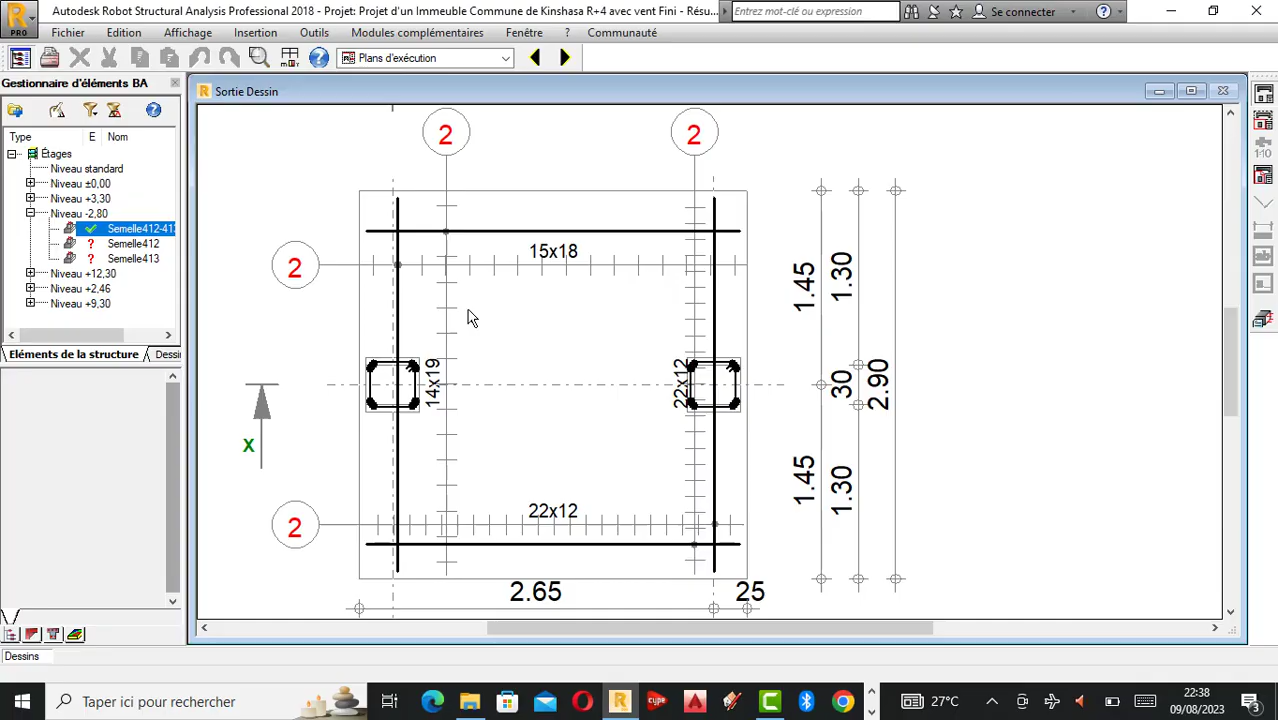 Autodesk Robot Structural Analysis Professional 2018 - Projet: Projet d'un Immeuble Commune de Kinshasa R+4 avec vent Fini - Résu...
Entrez mot-clé ou expression
Se connecter
PRO
Fichier Edition Affichage Insertion Outils Modules complémentaires Fenêtre ? Communauté
Plans d'exécution
Gestionnaire d'éléments BA
Sortie Dessin
Type E Nom
Étages
Niveau standard
Niveau ±0,00
Niveau +3,30
Niveau -2,80
Semelle412-413
? Semelle412
? Semelle413
Niveau +12,30
Niveau +2,46
Niveau +9,30
Eléments de la structure Dessin
2 2
2
15x18
14x19
22x12
2
22x12
X
2.65 25
1.45 1.30
30
2.90
1.45 1.30
Dessins
Taper ici pour rechercher
27°C
22:38
09/08/2023
3